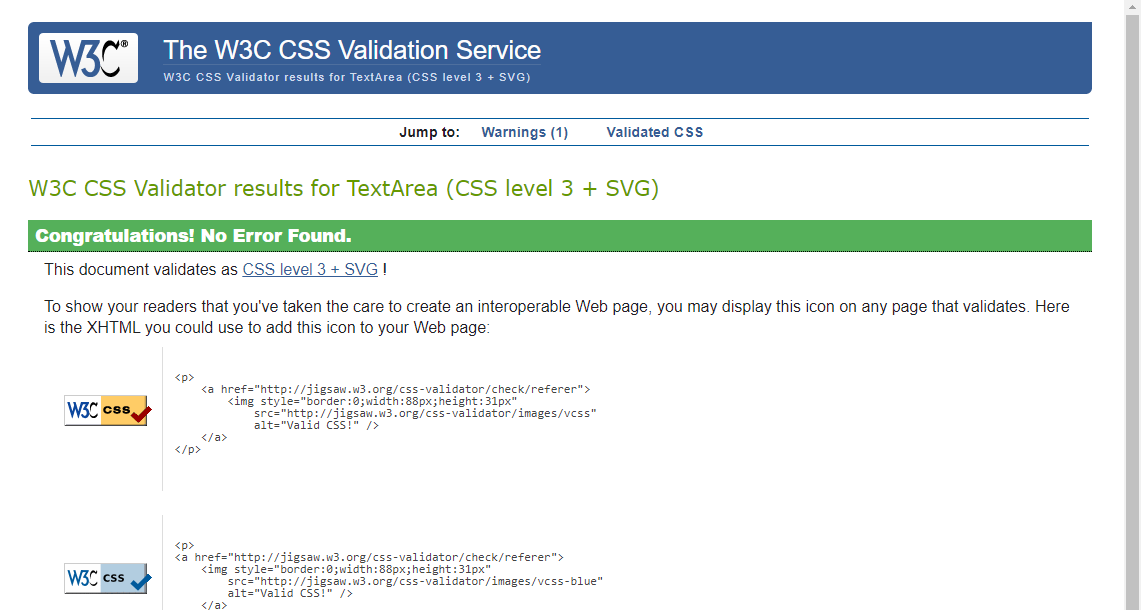 W3C®
The W3C CSS Validation Service
W3C CSS Validator results for TextArea (CSS level 3 + SVG)
Jump to: Warnings (1) Validated CSS
W3C CSS Validator results for TextArea (CSS level 3 + SVG)
Congratulations! No Error Found.
This document validates as CSS level 3 + SVG !
To show your readers that you've taken the care to create an interoperable Web page, you may display this icon on any page that validates. Here
is the XHTML you could use to add this icon to your Web page:
W3C css
<p>
    <a href="http://jigsaw.w3.org/css-validator/check/referer">
        <img style="border:0;width:88px;height:31px"
            src="http://jigsaw.w3.org/css-validator/images/vcss"
            alt="Valid CSS!" />
    </a>
</p>
W3C css
<p>
<a href="http://jigsaw.w3.org/css-validator/check/referer">
    <img style="border:0;width:88px;height:31px"
        src="http://jigsaw.w3.org/css-validator/images/vcss-blue"
        alt="Valid CSS!" />
    </a>